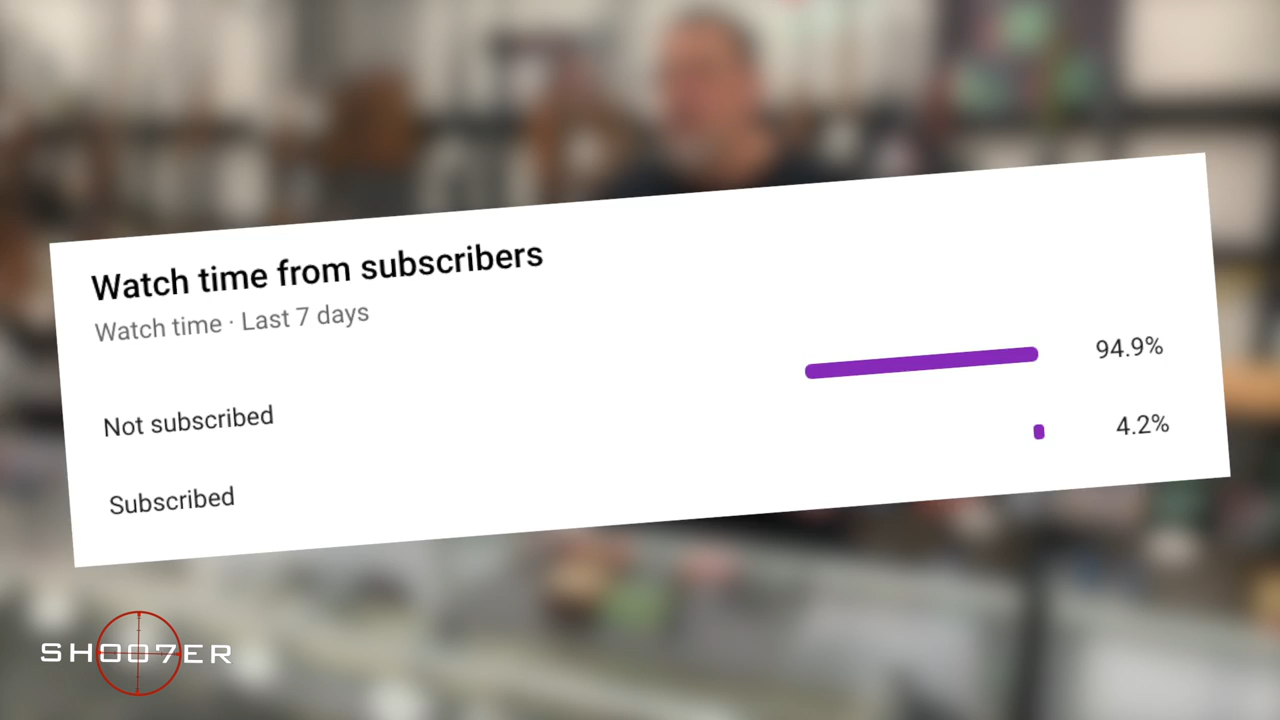 Watch time from subscribers
Watch time · Last 7 days
Not subscribed 94.9%
Subscribed 4.2%
SHOO7ER